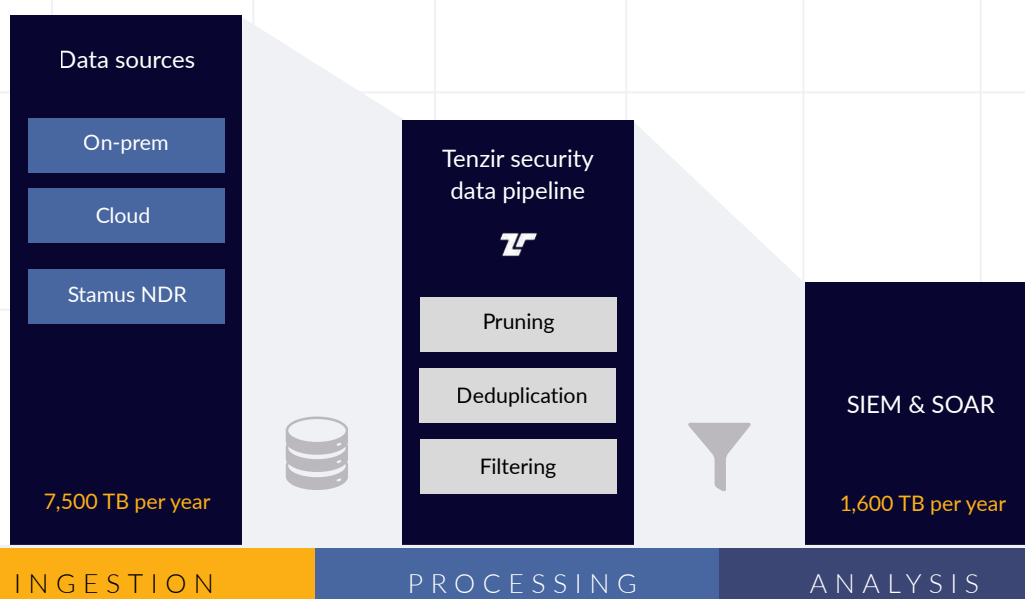 Data sources
On-prem
Cloud
Stamus NDR
7,500 TB per year
Tenzir security
data pipeline
Pruning
Deduplication
Filtering
SIEM & SOAR
1,600 TB per year
INGESTION
PROCESSING
ANALYSIS